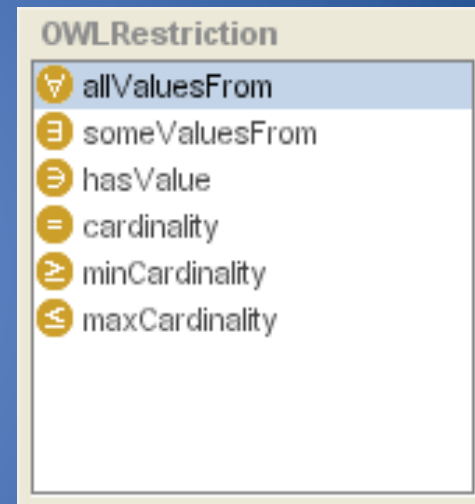 OWLRestriction
∀ allValuesFrom
∃ someValuesFrom
∋ hasValue
= cardinality
≥ minCardinality
≤ maxCardinality